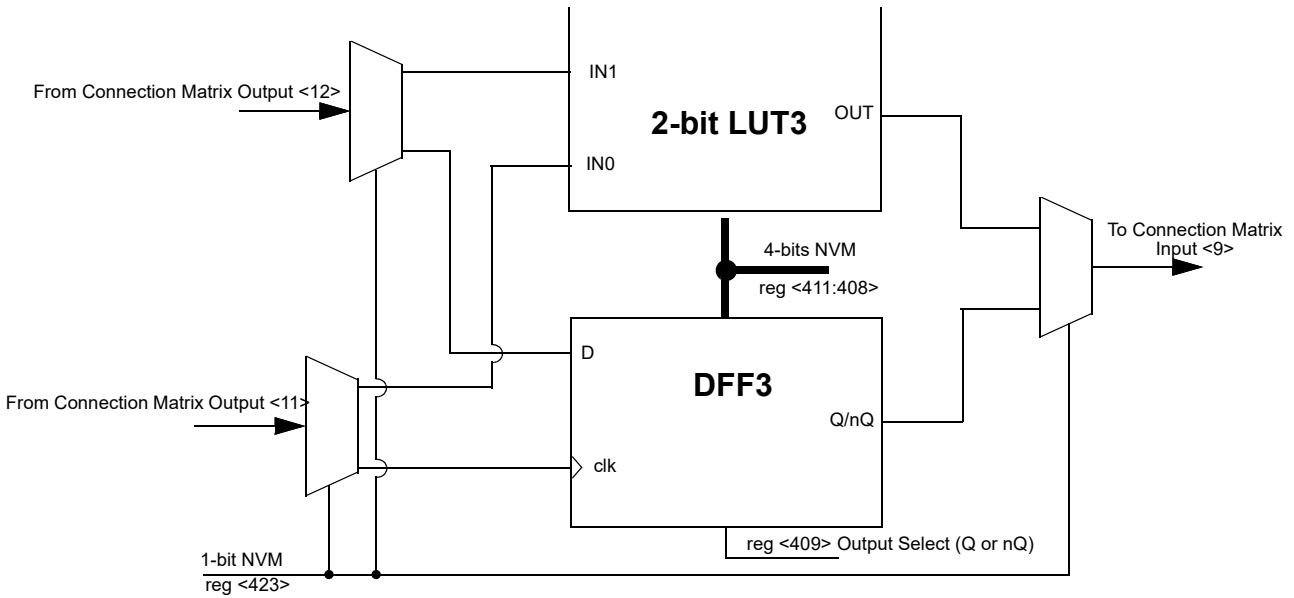 From Connection Matrix Output <12>
IN1
2-bit LUT3
OUT
IN0
To Connection Matrix
Input <9>
4-bits NVM
reg <411:408>
D
DFF3
From Connection Matrix Output <11>
Q/nQ
clk
reg <409> Output Select (Q or nQ)
1-bit NVM
reg <423>